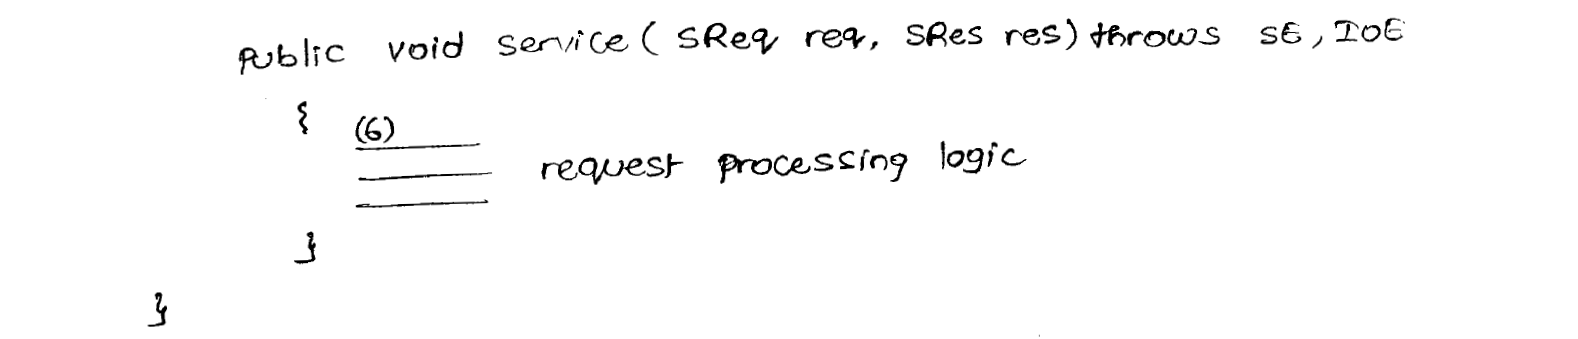 public void service ( SReq req, SRes res) throws SE, IOE
{
(6)
request processing logic
}
}